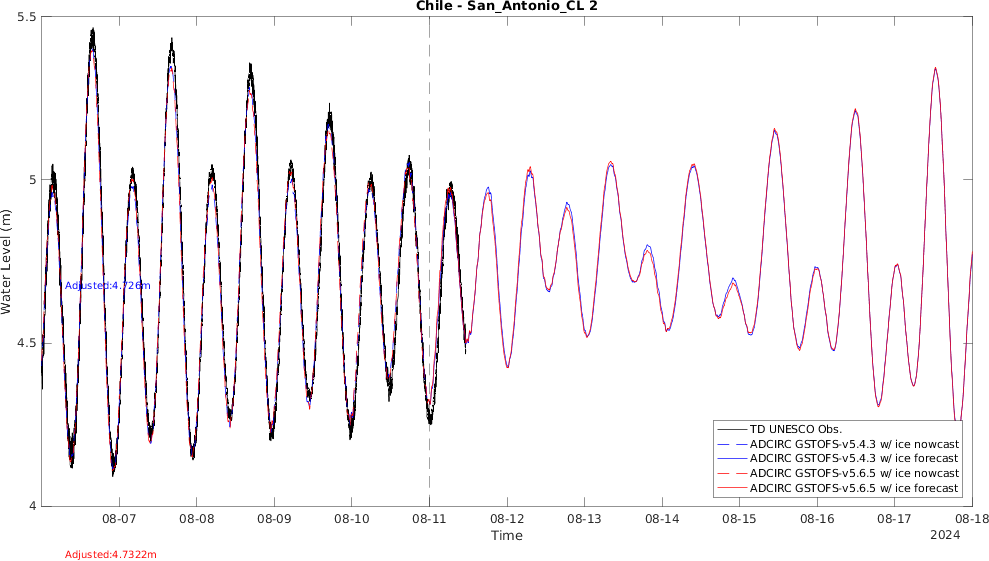 Chile - San_Antonio_CL 2
5.5
5
4.5
4
Water Level (m)
Adjusted:4.726m
TD UNESCO Obs.
ADCIRC GSTOFS-v5.4.3 w/ ice nowcast
ADCIRC GSTOFS-v5.4.3 w/ ice forecast
ADCIRC GSTOFS-v5.6.5 w/ ice nowcast
ADCIRC GSTOFS-v5.6.5 w/ ice forecast
08-07 08-08 08-09 08-10 08-11 08-12 08-13 08-14 08-15 08-16 08-17 08-18
Time
2024
Adjusted:4.7322m